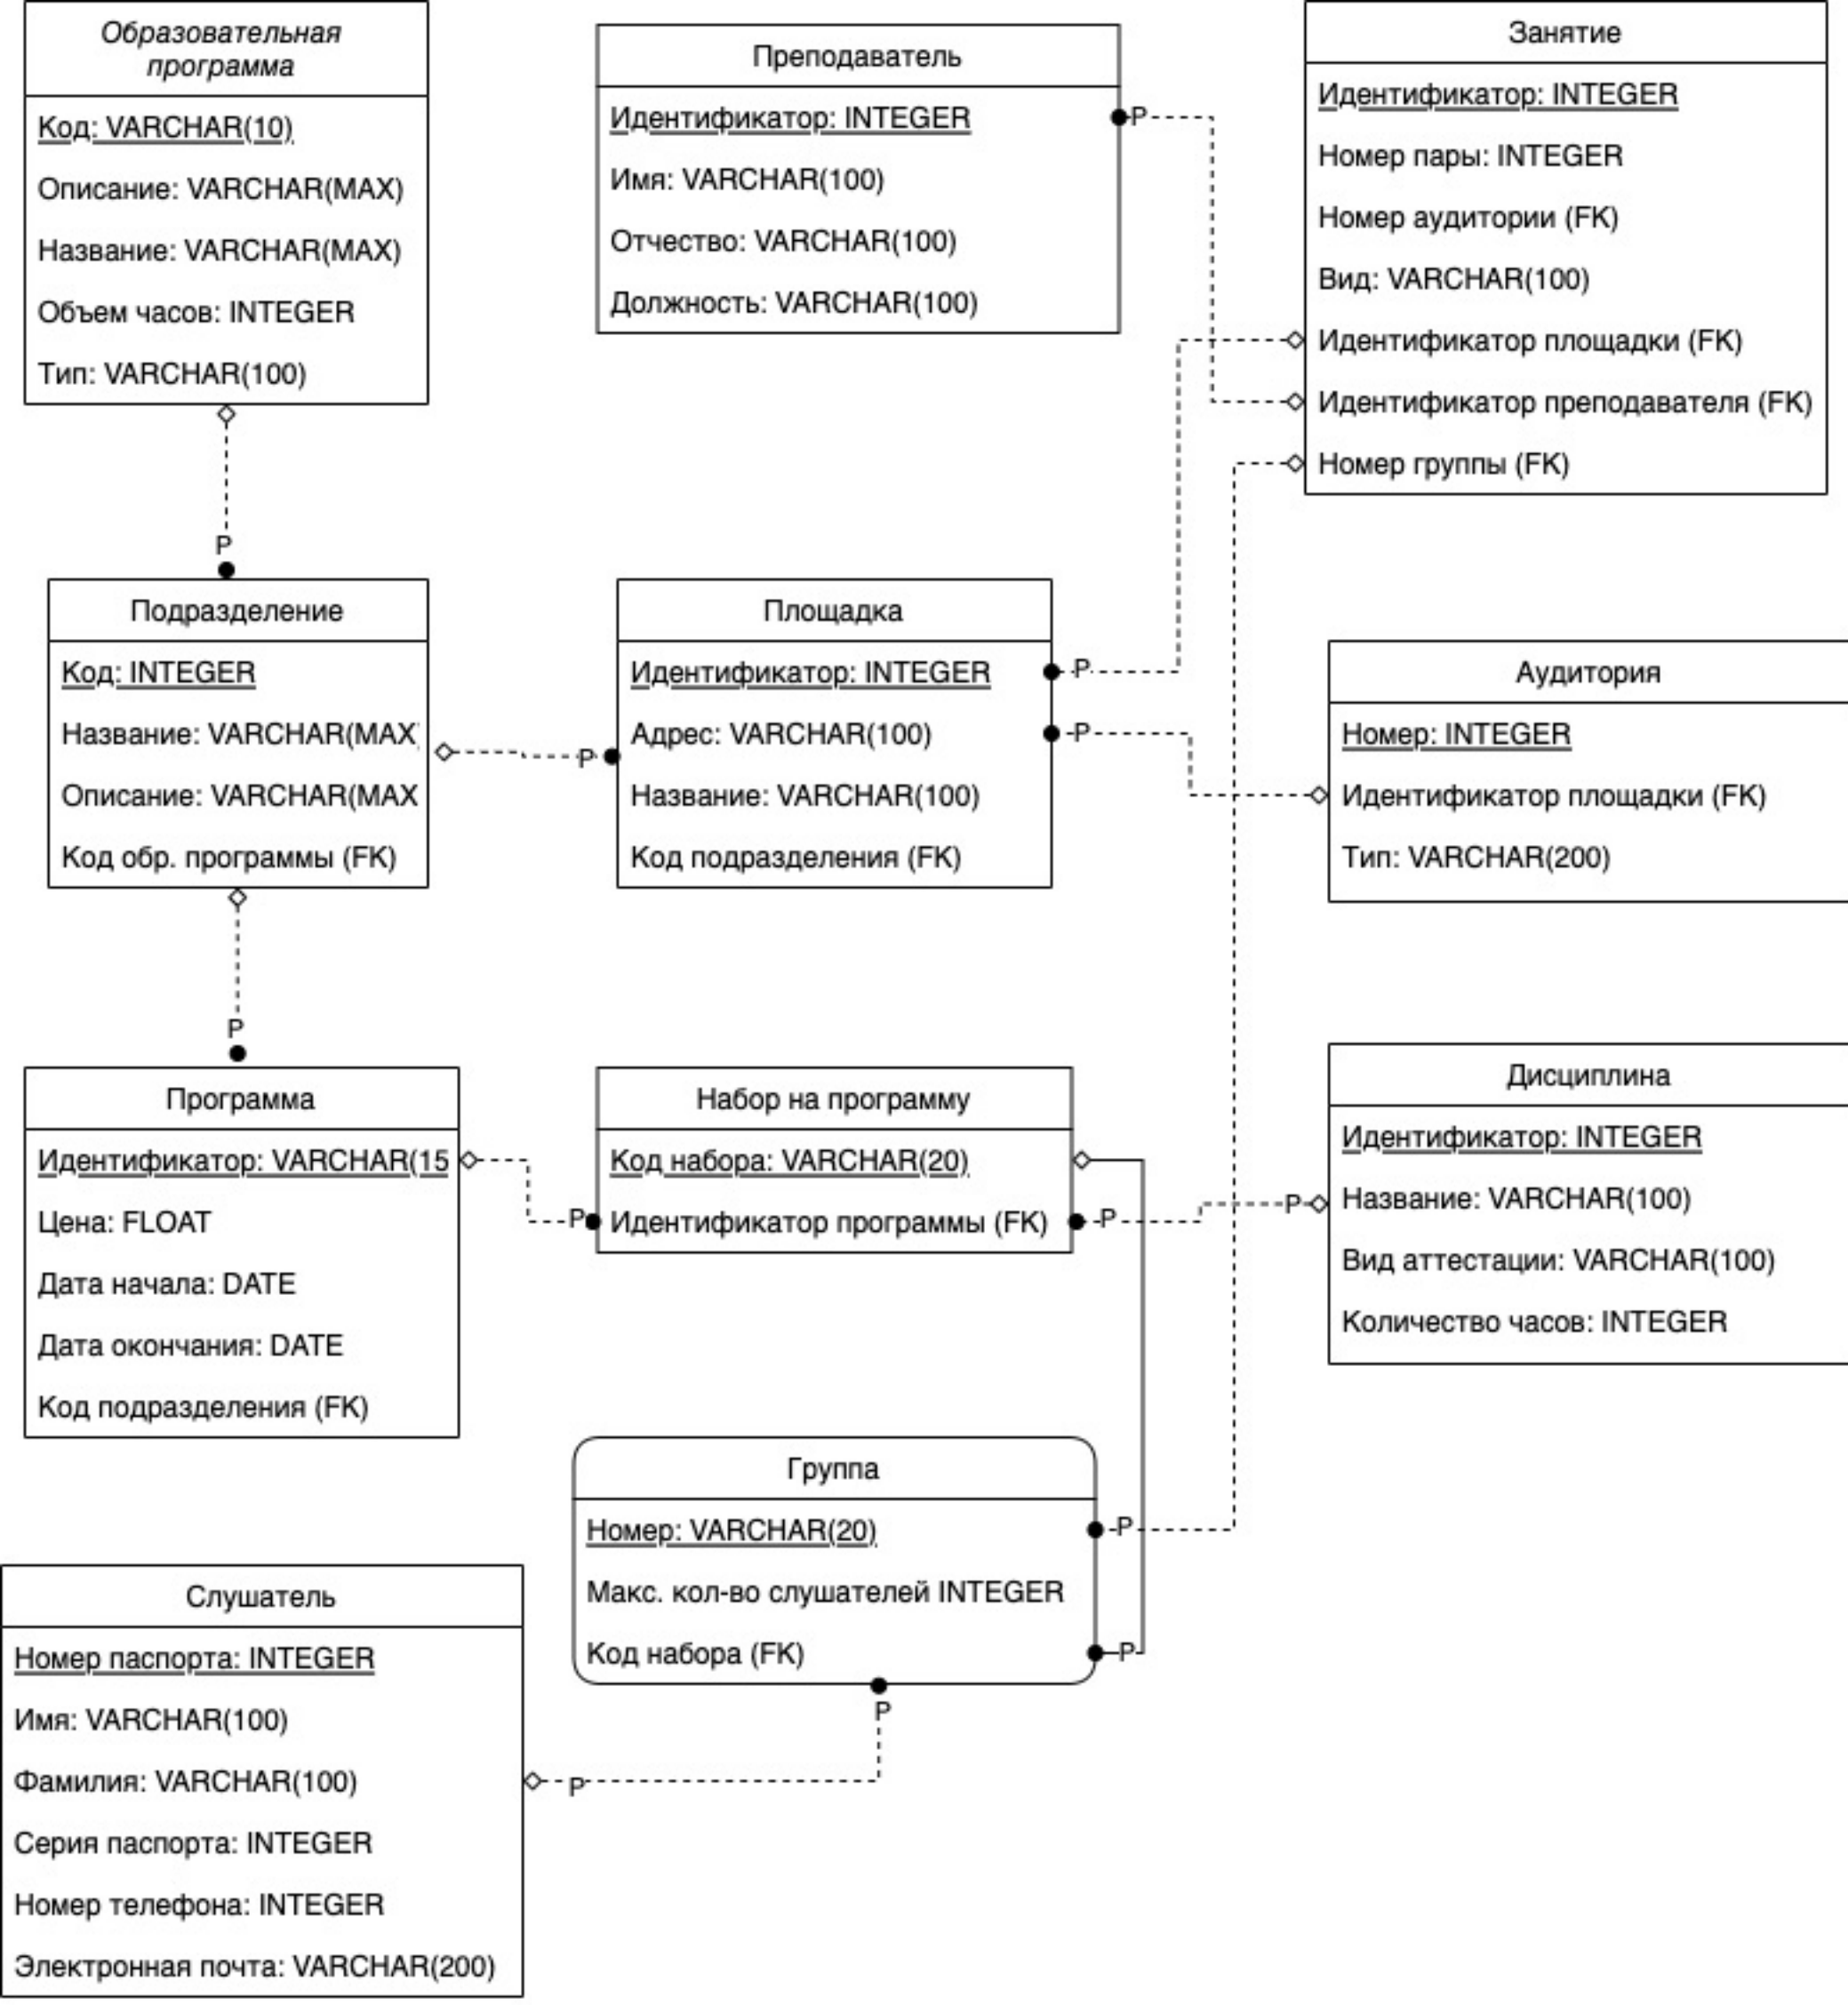 Образовательная
программа
Код: VARCHAR(10)
Описание: VARCHAR(MAX)
Название: VARCHAR(MAX)
Объем часов: INTEGER
Тип: VARCHAR(100)
P
Преподаватель
Идентификатор: INTEGER
Имя: VARCHAR(100)
Отчество: VARCHAR(100)
Должность: VARCHAR(100)
P
Занятие
Идентификатор: INTEGER
Номер пары: INTEGER
Номер аудитории (FK)
Вид: VARCHAR(100)
Идентификатор площадки (FK)
Идентификатор преподавателя (FK)
Номер группы (FK)
Подразделение
Код: INTEGER
Название: VARCHAR(MAX)
Описание: VARCHAR(MAX
Код обр. программы (FK)
P
P
Площадка
Идентификатор: INTEGER
Адрес: VARCHAR(100)
Название: VARCHAR(100)
Код подразделения (FK)
P
P
Аудитория
Номер: INTEGER
Идентификатор площадки (FK)
Тип: VARCHAR(200)
Программа
Идентификатор: VARCHAR(15
Цена: FLOAT
Дата начала: DATE
Дата окончания: DATE
Код подразделения (FK)
P
Набор на программу
Код набора: VARCHAR(20)
Идентификатор программы (FK)
P
P
Дисциплина
Идентификатор: INTEGER
Название: VARCHAR(100)
Вид аттестации: VARCHAR(100)
Количество часов: INTEGER
Группа
Номер: VARCHAR(20)
Макс. кол-во слушателей INTEGER
Код набора (FK)
P
P
P
P
Слушатель
Номер паспорта: INTEGER
Имя: VARCHAR(100)
Фамилия: VARCHAR(100)
Серия паспорта: INTEGER
Номер телефона: INTEGER
Электронная почта: VARCHAR(200)